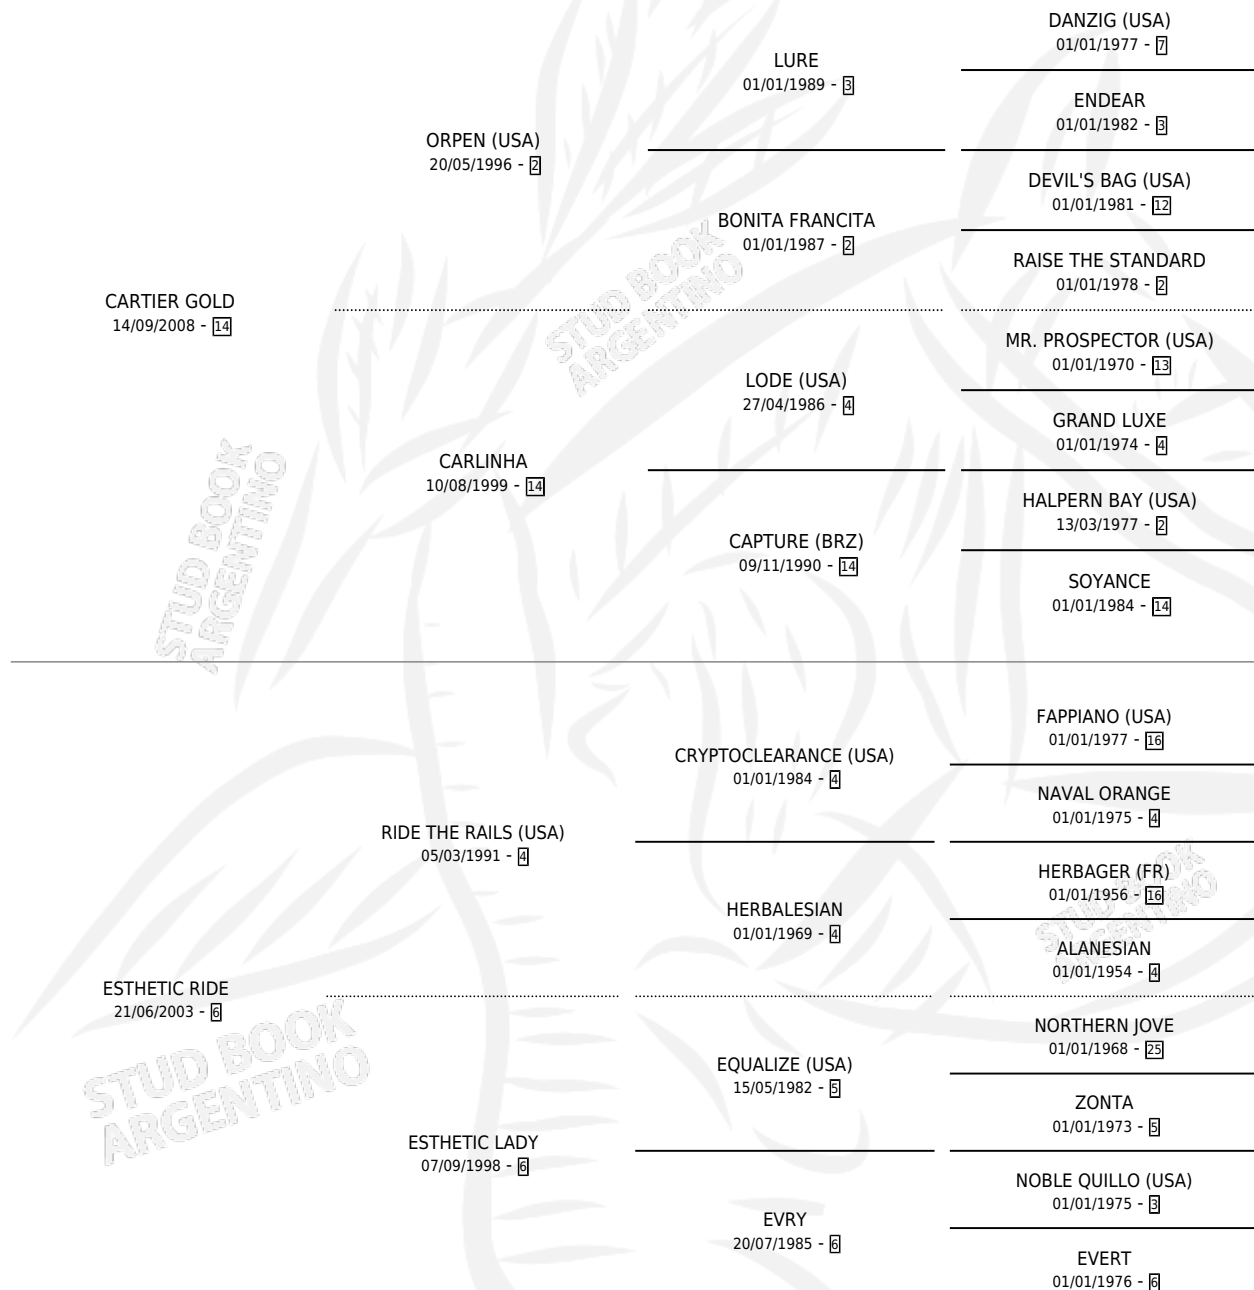 DANZIG (USA)
01/01/1977 - 7
LURE
01/01/1989 - 3
ENDEAR
01/01/1982 - 3
ORPEN (USA)
20/05/1996 - 2
DEVIL'S BAG (USA)
01/01/1981 - 12
BONITA FRANCITA
01/01/1987 - 2
RAISE THE STANDARD
01/01/1978 - 2
CARTIER GOLD
14/09/2008 - 14
MR. PROSPECTOR (USA)
01/01/1970 - 13
LODE (USA)
27/04/1986 - 4
GRAND LUXE
01/01/1974 - 4
CARLINHA
10/08/1999 - 14
HALPERN BAY (USA)
13/03/1977 - 2
CAPTURE (BRZ)
09/11/1990 - 14
SOYANCE
01/01/1984 - 14
FAPPIANO (USA)
01/01/1977 - 16
CRYPTOCLEARANCE (USA)
01/01/1984 - 4
NAVAL ORANGE
01/01/1975 - 4
RIDE THE RAILS (USA)
05/03/1991 - 4
HERBAGER (FR)
01/01/1956 - 16
HERBALESIAN
01/01/1969 - 4
ALANESIAN
01/01/1954 - 4
ESTHETIC RIDE
21/06/2003 - 6
NORTHERN JOVE
01/01/1968 - 25
EQUALIZE (USA)
15/05/1982 - 5
ZONTA
01/01/1973 - 5
ESTHETIC LADY
07/09/1998 - 6
NOBLE QUILLO (USA)
01/01/1975 - 3
EVRY
20/07/1985 - 6
EVERT
01/01/1976 - 6
STUD BOOK
ARGENTINO
STUD BOOK
ARGENTINO
STUD BOOK
ARGENTINO
STUD BOOK
ARGENTINO